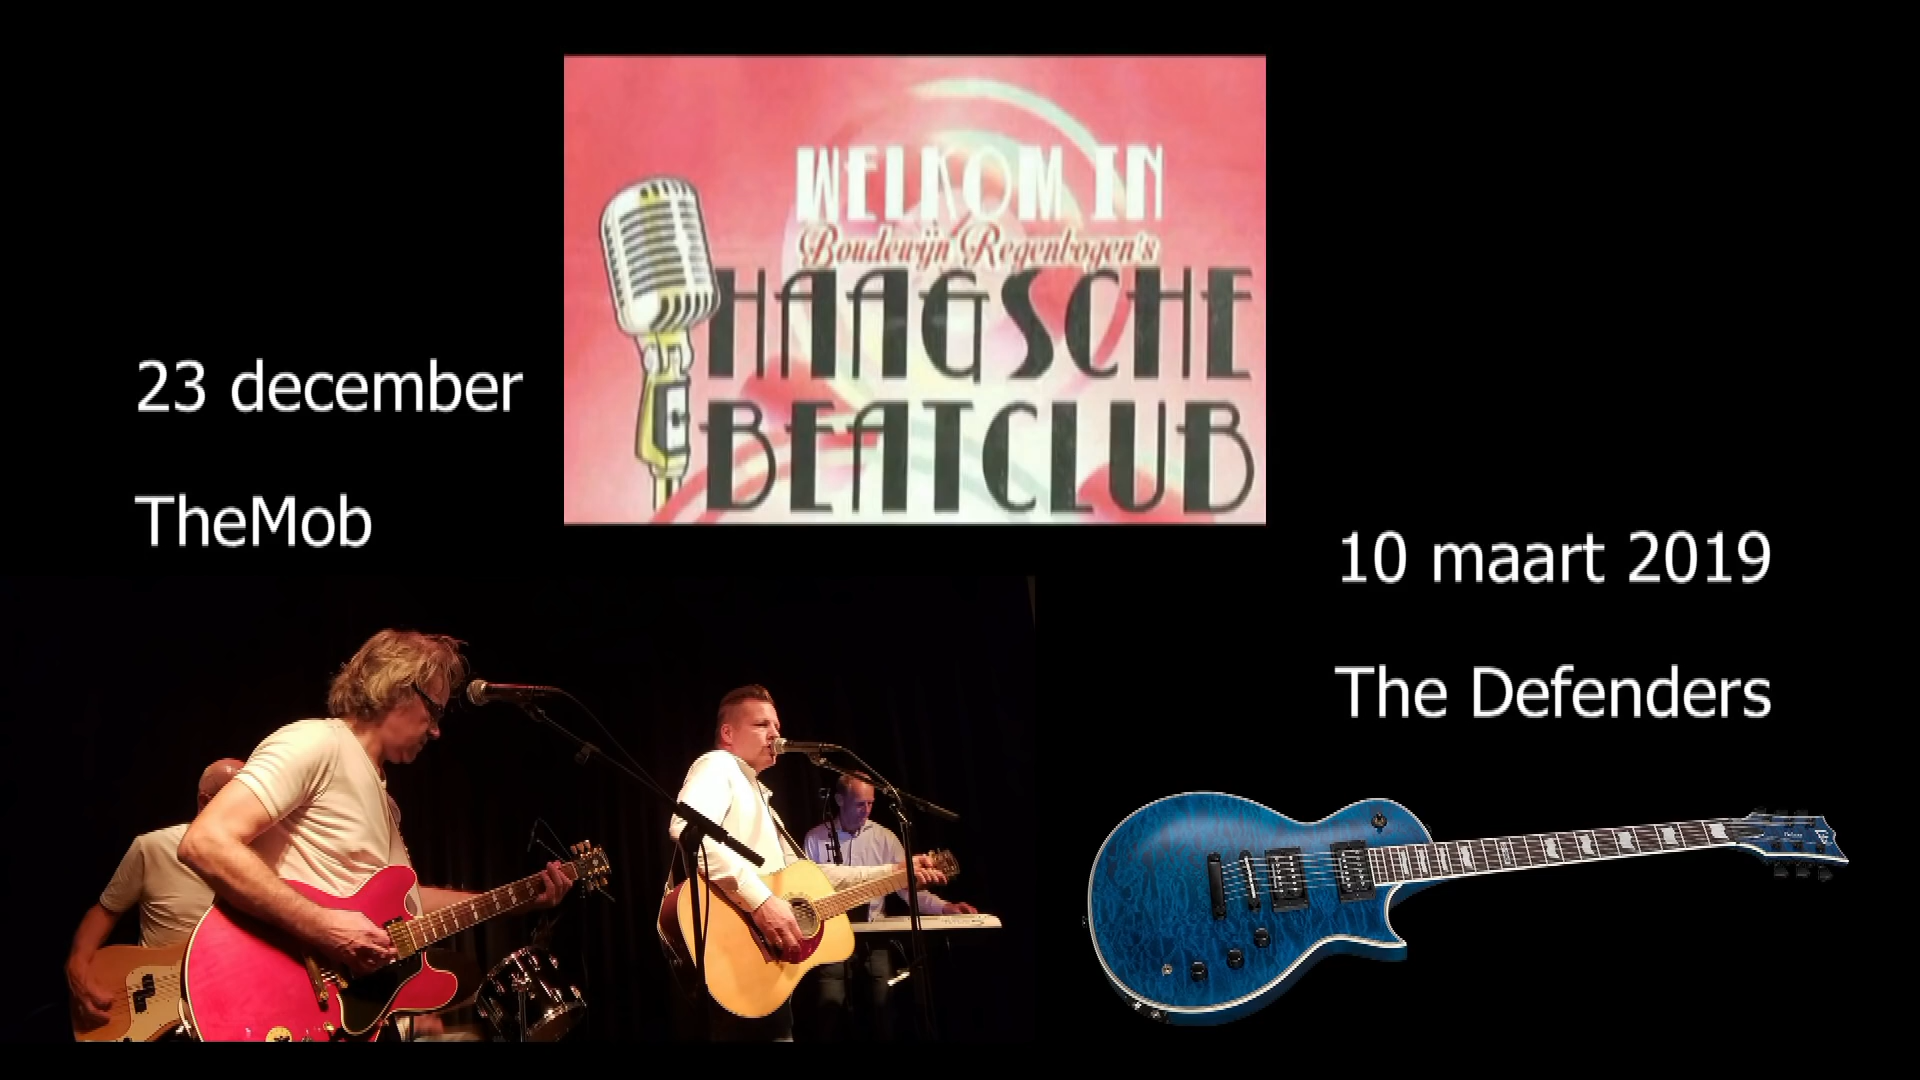 WELKOM IN
Boudewijn Regenbogen's
HAAGSCHE
BEATCLUB
23 december
TheMob
10 maart 2019
The Defenders